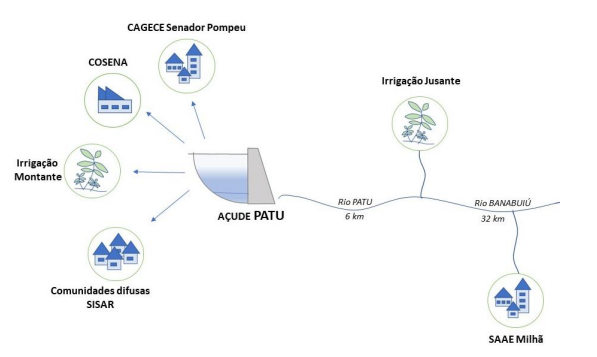 CAGECE Senador Pompeu
COSENA
Irrigação Jusante
Irrigação
Montante
Rio PATU
6 km
Rio BANABUIÚ
32 km
AÇUDE PATU
Comunidades difusas
SISAR
SAAE Milhã